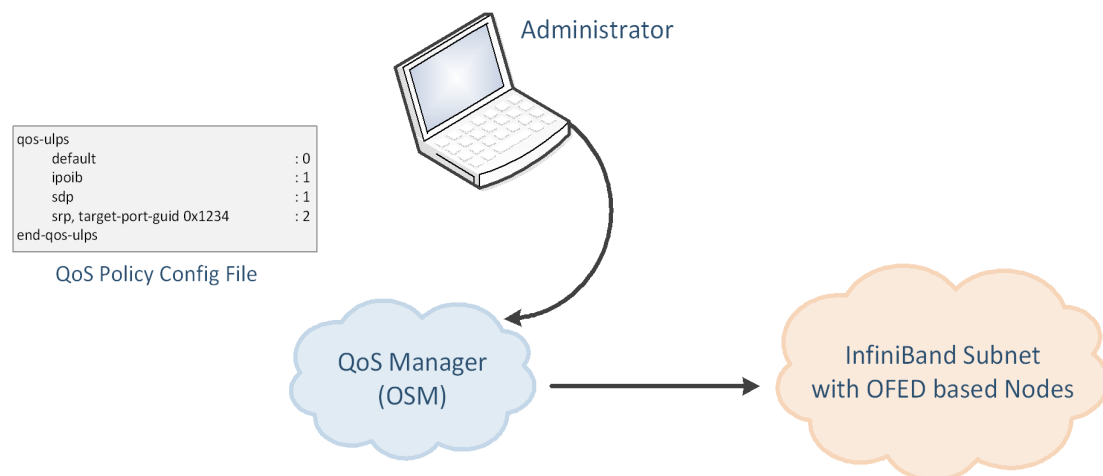 Administrator
qos-ulps
default : 0
ipoib : 1
sdp : 1
srp, target-port-guid 0x1234 : 2
end-qos-ulps
QoS Policy Config File
QoS Manager
(OSM)
InfiniBand Subnet
with OFED based Nodes